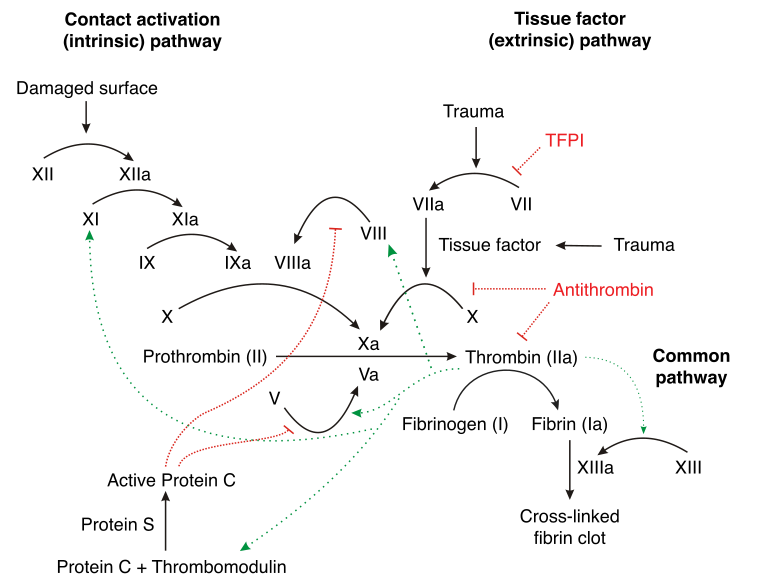 Contact activation
(intrinsic) pathway
Tissue factor
(extrinsic) pathway
Damaged surface
Trauma
TFPI
XII
XIIa
VIIa
VII
XI
XIa
VIII
Tissue factor
Trauma
IX
IXa
VIIIa
Antithrombin
X
X
Xa
Prothrombin (II)
Thrombin (IIa)
Common
pathway
Va
V
Fibrinogen (I)
Fibrin (Ia)
XIIIa
XIII
Active Protein C
Protein S
Cross-linked
fibrin clot
Protein C + Thrombomodulin